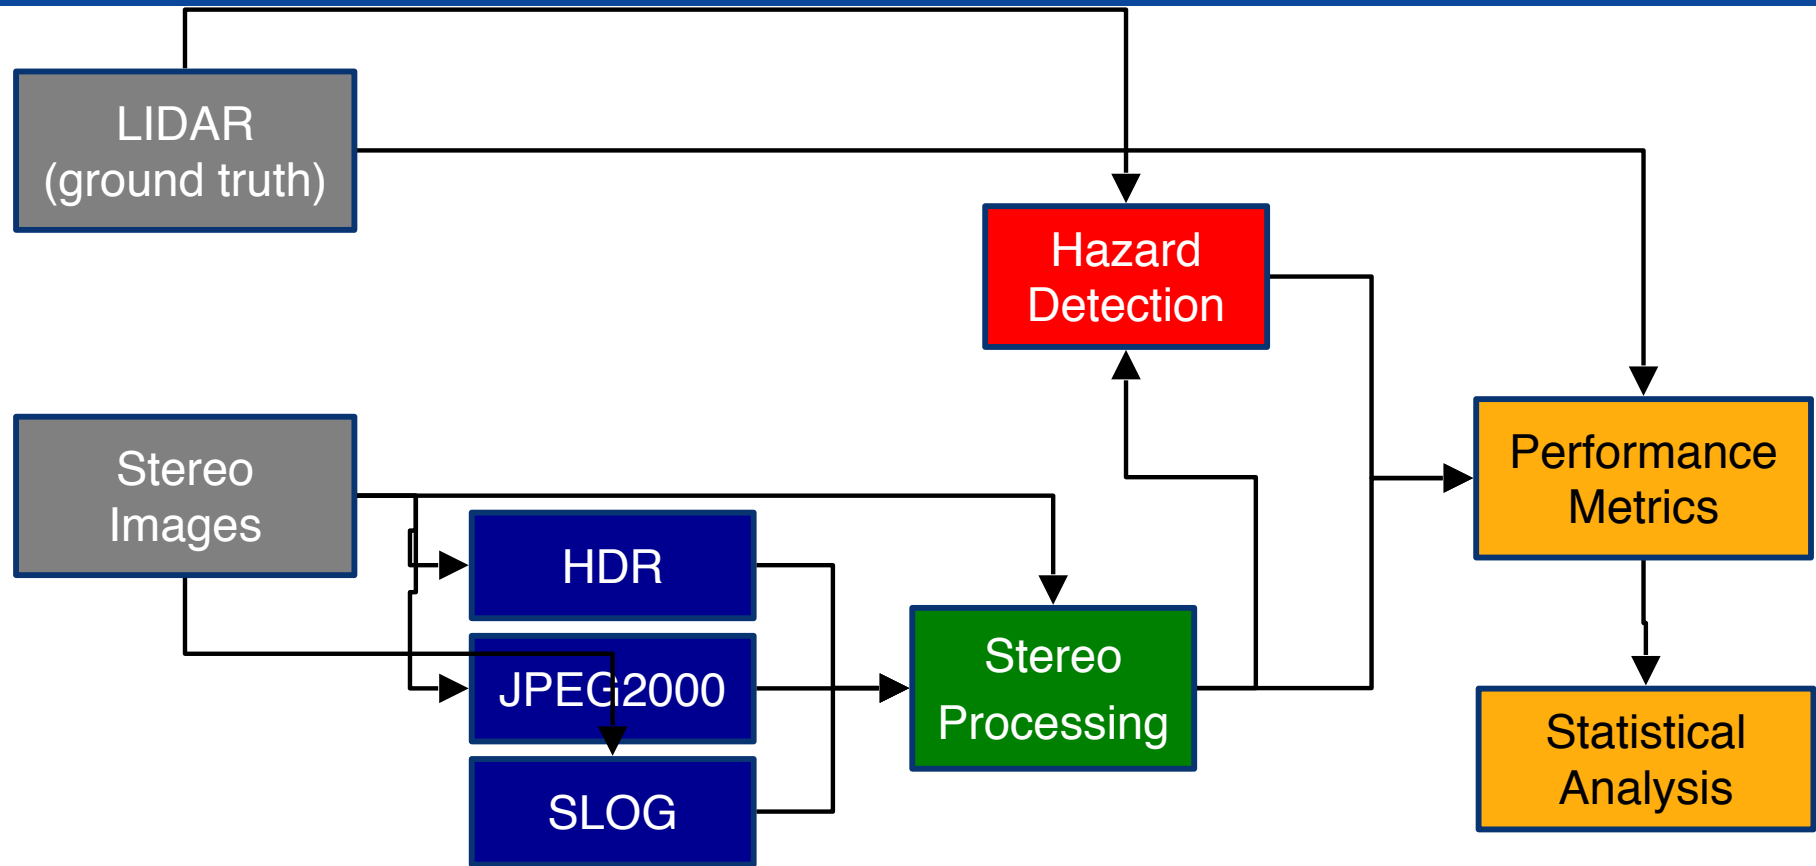 LIDAR
(ground truth)
Hazard
Detection
Stereo
Images
HDR
JPEG2000
SLOG
Stereo
Processing
Performance
Metrics
Statistical
Analysis